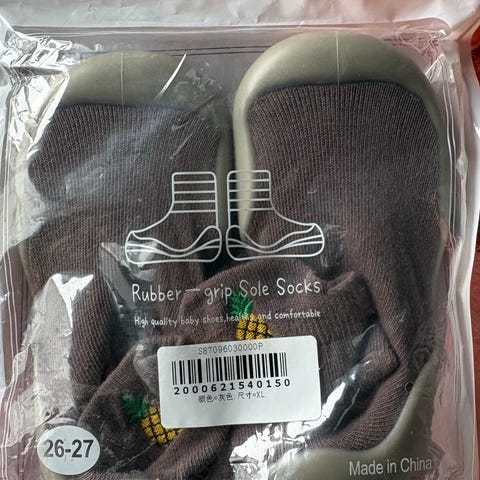 Rubber—grip Sole Socks
High quality baby shoes,healthy and comfortable
S87096030000P
2000621540150
颜色=灰色 尺寸=XL
26-27
Made in China